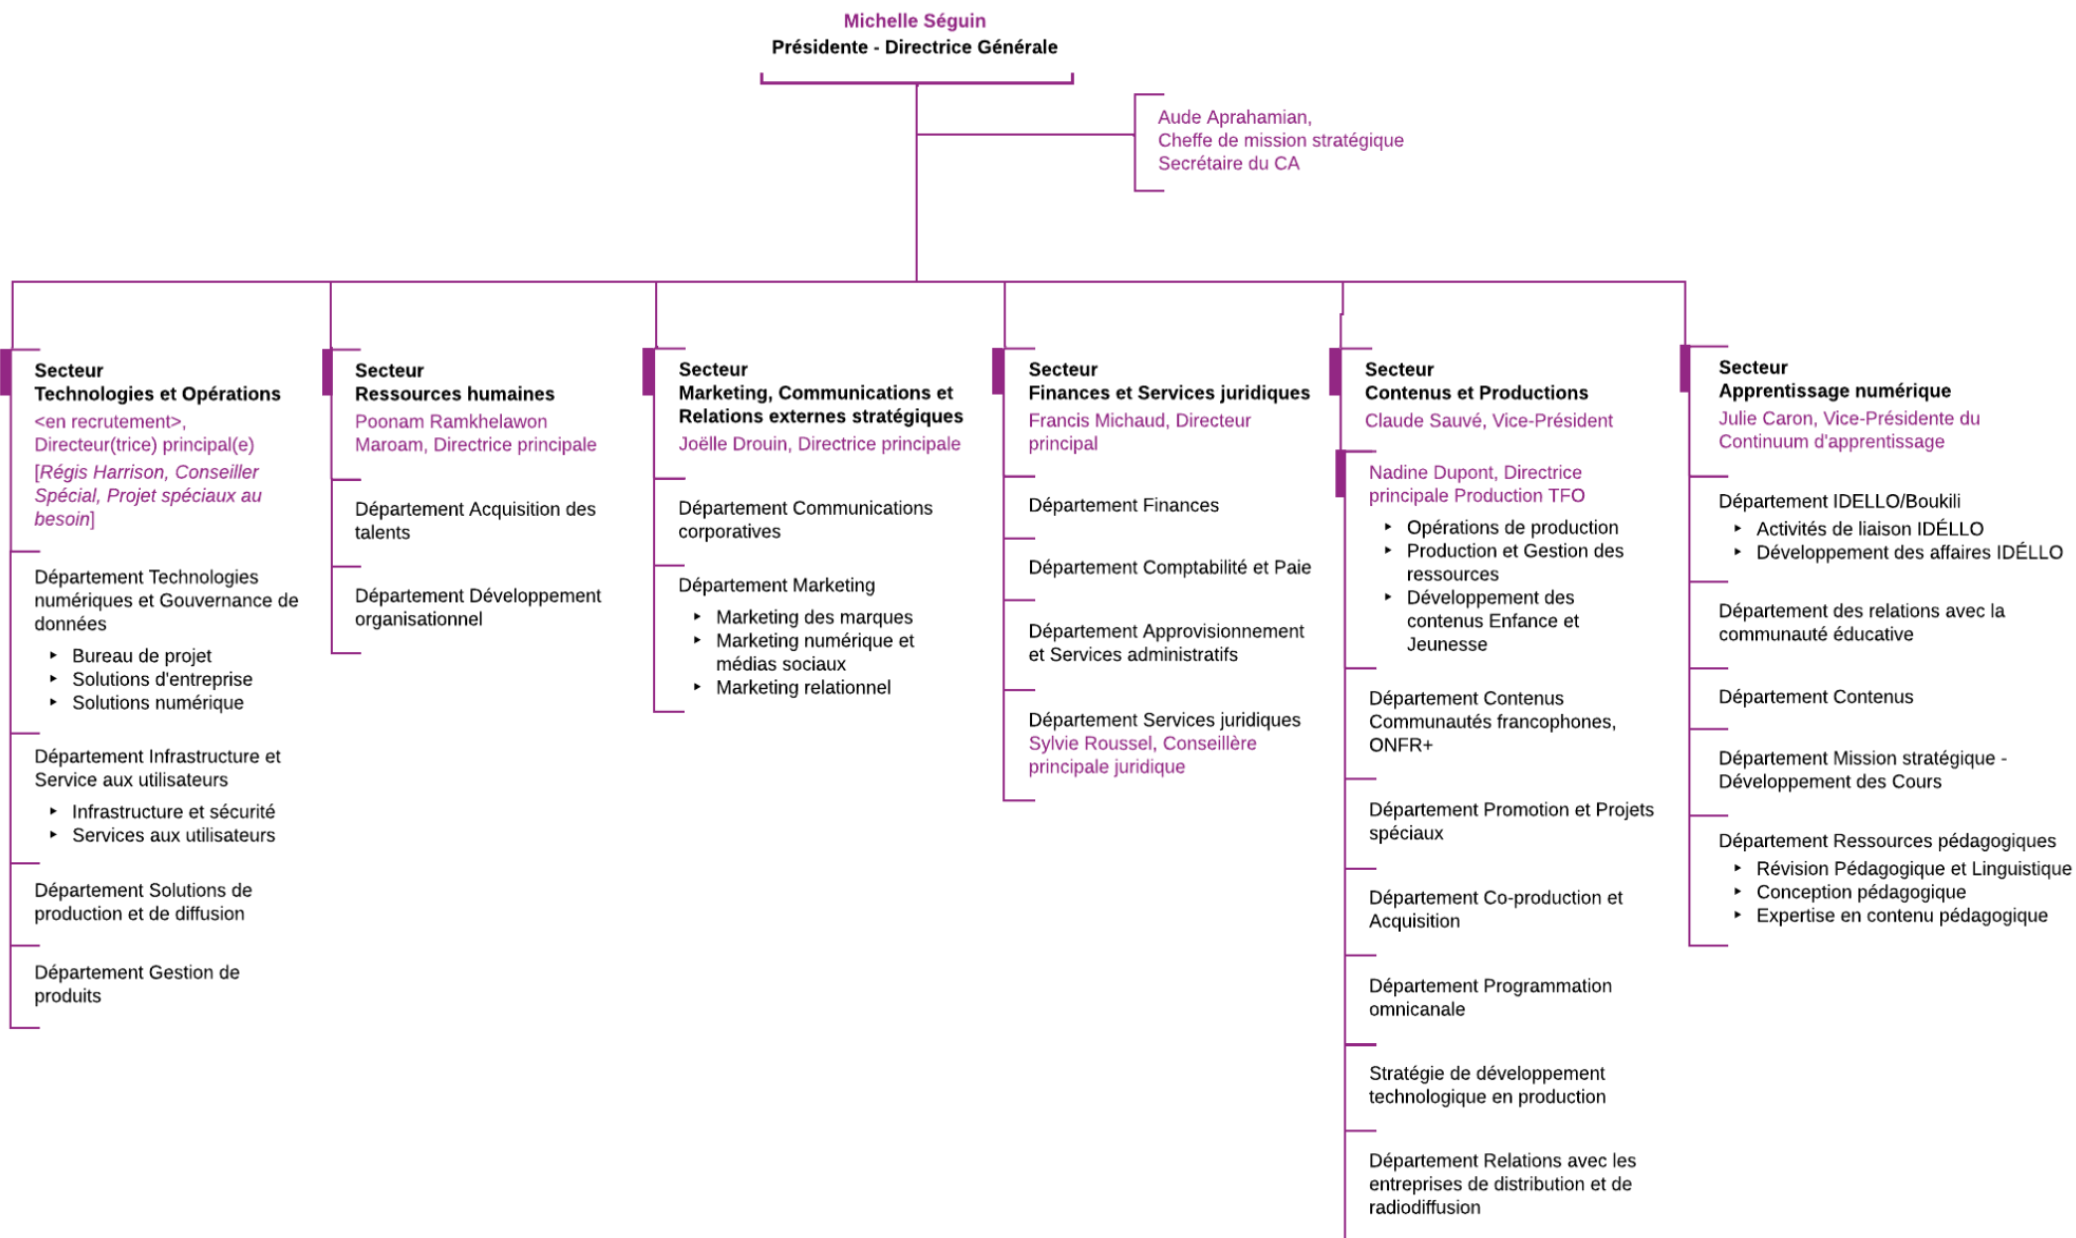 Michelle Séguin
Présidente - Directrice Générale
Aude Aprahamian,
Cheffe de mission stratégique
Secrétaire du CA
Secteur
Technologies et Opérations
<en recrutement>,
Directeur(trice) principal(e)
[Régis Harrison, Conseiller
Spécial, Projet spéciaux au
besoin]
Département Technologies
numériques et Gouvernance de
données
‣ Bureau de projet
‣ Solutions d'entreprise
‣ Solutions numérique
Département Infrastructure et
Service aux utilisateurs
‣ Infrastructure et sécurité
‣ Services aux utilisateurs
Département Solutions de
production et de diffusion
Département Gestion de
produits
Secteur
Ressources humaines
Poonam Ramkhelawon
Maroam, Directrice principale
Département Acquisition des
talents
Département Développement
organisationnel
Secteur
Marketing, Communications et
Relations externes stratégiques
Joëlle Drouin, Directrice principale
Département Communications
corporatives
Département Marketing
‣ Marketing des marques
‣ Marketing numérique et
médias sociaux
‣ Marketing relationnel
Secteur
Finances et Services juridiques
Francis Michaud, Directeur
principal
Département Finances
Département Comptabilité et Paie
Département Approvisionnement
et Services administratifs
Département Services juridiques
Sylvie Roussel, Conseillère
principale juridique
Secteur
Contenus et Productions
Claude Sauvé, Vice-Président
Nadine Dupont, Directrice
principale Production TFO
‣ Opérations de production
‣ Production et Gestion des
ressources
‣ Développement des
contenus Enfance et
Jeunesse
Département Contenus
Communautés francophones,
ONFR+
Département Promotion et Projets
spéciaux
Département Co-production et
Acquisition
Département Programmation
omnicanale
Stratégie de développement
technologique en production
Département Relations avec les
entreprises de distribution et de
radiodiffusion
Secteur
Apprentissage numérique
Julie Caron, Vice-Présidente du
Continuum d'apprentissage
Département IDELLO/Boukili
‣ Activités de liaison IDÉLLO
‣ Développement des affaires IDÉLLO
Département des relations avec la
communauté éducative
Département Contenus
Département Mission stratégique -
Développement des Cours
Département Ressources pédagogiques
‣ Révision Pédagogique et Linguistique
‣ Conception pédagogique
‣ Expertise en contenu pédagogique